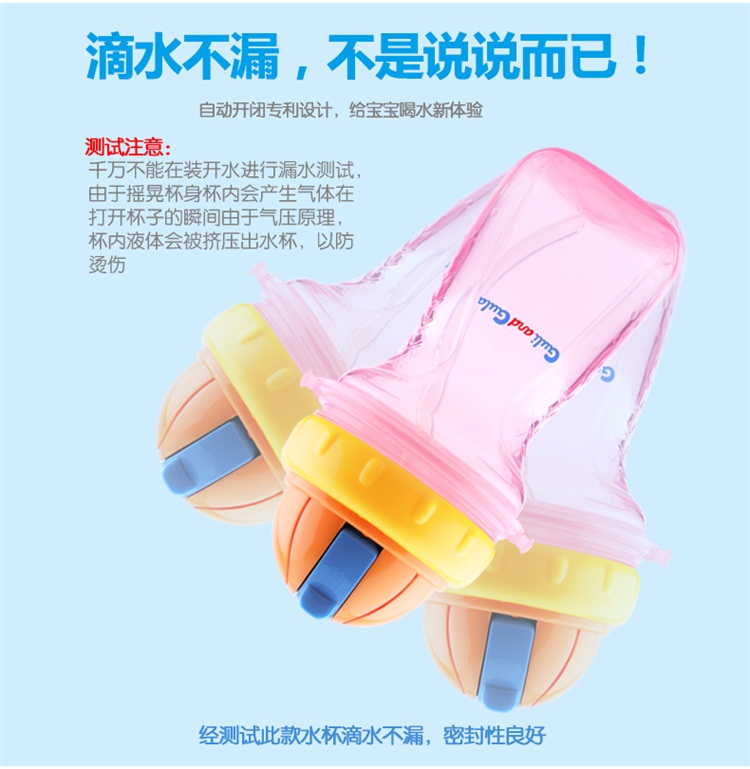 滴水不漏，不是说说而已！
自动开闭专利设计，给宝宝喝水新体验
测试注意：
千万不能在装开水进行漏水测试，
由于摇晃杯身杯内会产生气体在
打开杯子的瞬间由于气压原理，
杯内液体会被挤压出水杯，以防
烫伤
Guli and Gula
G
经测试此款水杯滴水不漏，密封性良好